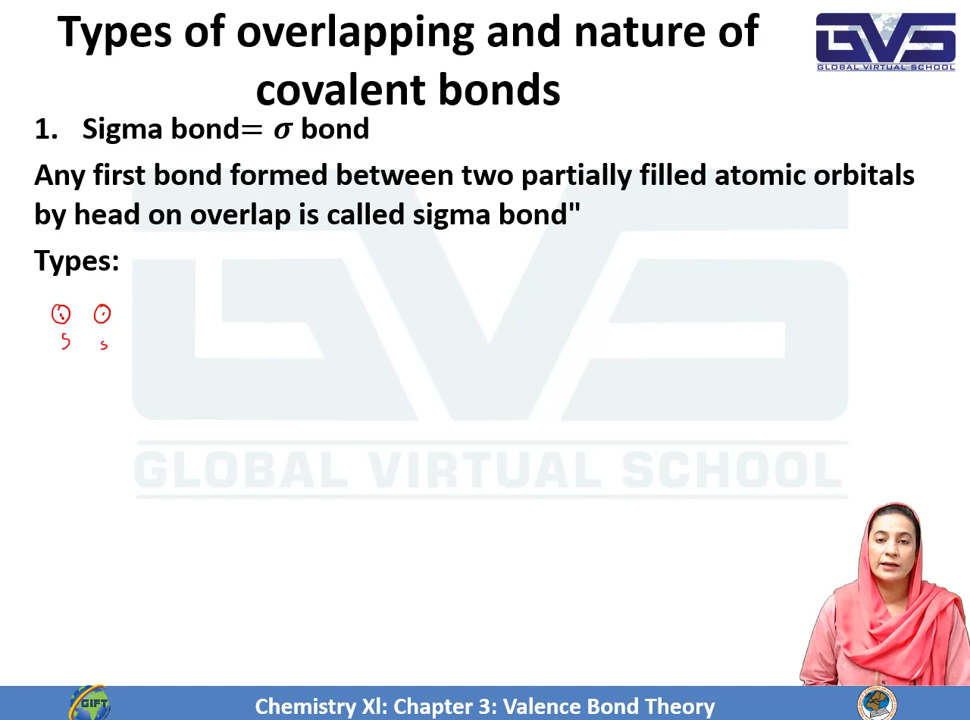 Types of overlapping and nature of
covalent bonds
GVS
GLOBAL VIRTUAL SCHOOL
1. Sigma bond= σ bond
Any first bond formed between two partially filled atomic orbitals
by head on overlap is called sigma bond"
Types:
s s
GVS
GLOBAL VIRTUAL SCHOOL
GIFT
Chemistry XI: Chapter 3: Valence Bond Theory